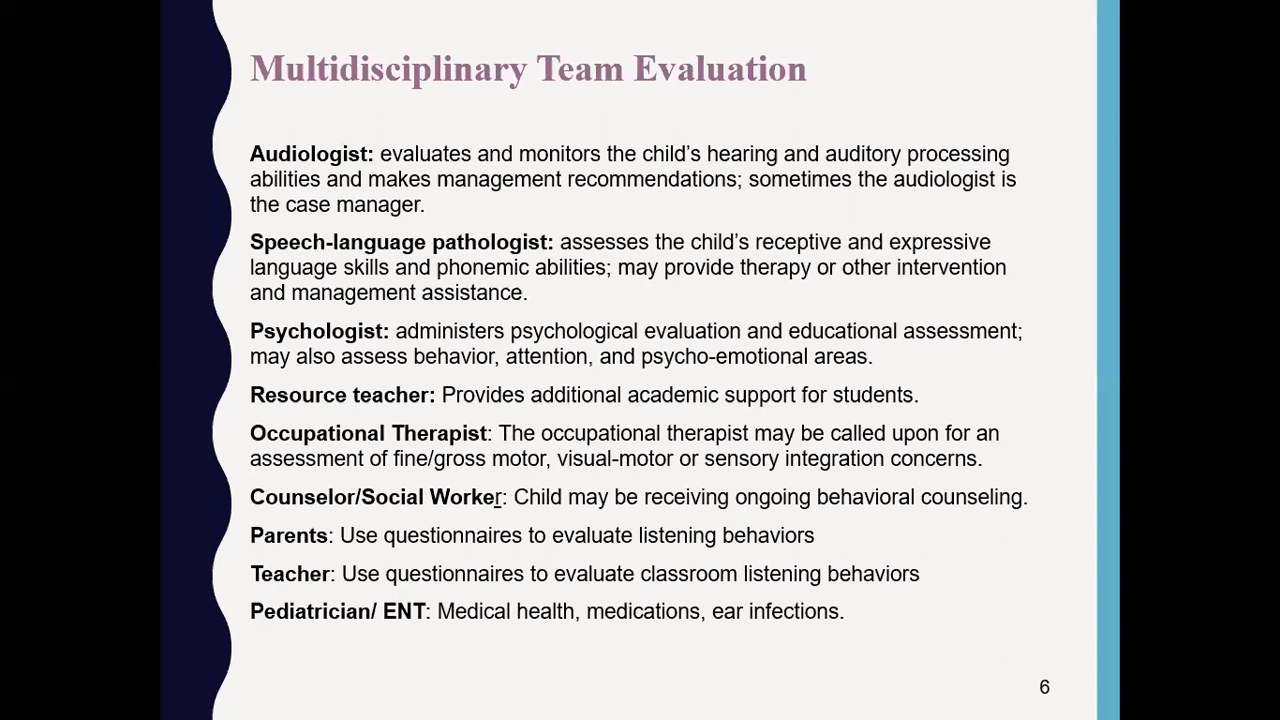 Multidisciplinary Team Evaluation
Audiologist: evaluates and monitors the child's hearing and auditory processing
abilities and makes management recommendations; sometimes the audiologist is
the case manager.
Speech-language pathologist: assesses the child's receptive and expressive
language skills and phonemic abilities; may provide therapy or other intervention
and management assistance.
Psychologist: administers psychological evaluation and educational assessment;
may also assess behavior, attention, and psycho-emotional areas.
Resource teacher: Provides additional academic support for students.
Occupational Therapist: The occupational therapist may be called upon for an
assessment of fine/gross motor, visual-motor or sensory integration concerns.
Counselor/Social Worker: Child may be receiving ongoing behavioral counseling.
Parents: Use questionnaires to evaluate listening behaviors
Teacher: Use questionnaires to evaluate classroom listening behaviors
Pediatrician/ ENT: Medical health, medications, ear infections.
6